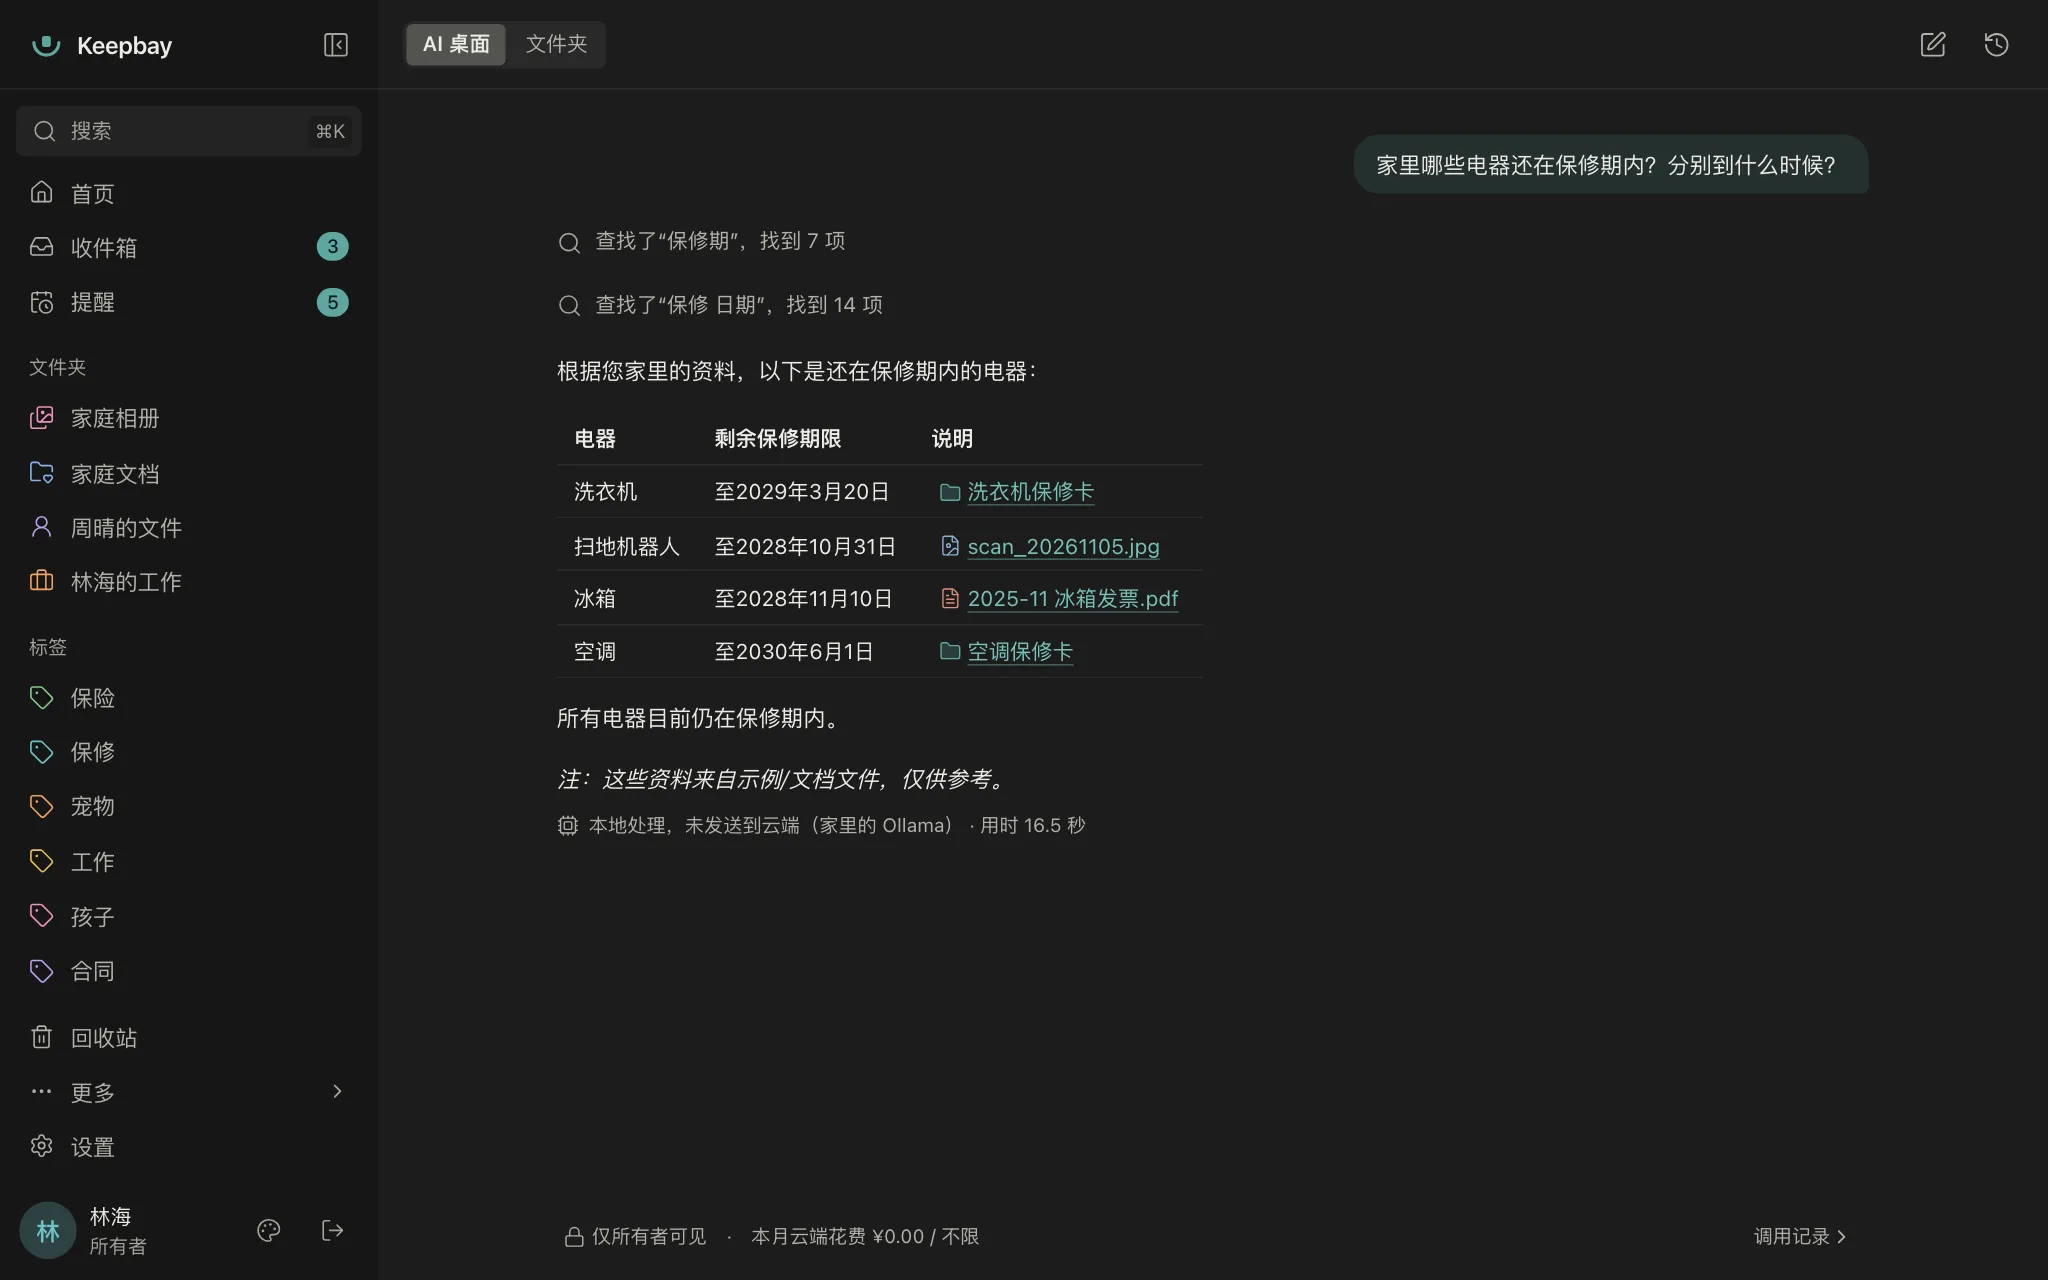 Keepbay
搜索 ⌘K
首页
收件箱 3
提醒 5
文件夹
家庭相册
家庭文档
周晴的文件
林海的工作
标签
保险
保修
宠物
工作
孩子
合同
回收站
更多
设置
林 林海
所有者
AI 桌面 文件夹
家里哪些电器还在保修期内？分别到什么时候？
查找了“保修期”，找到 7 项
查找了“保修 日期”，找到 14 项
根据您家里的资料，以下是还在保修期内的电器：
电器 剩余保修期限 说明
洗衣机 至2029年3月20日 洗衣机保修卡
扫地机器人 至2028年10月31日 scan_20261105.jpg
冰箱 至2028年11月10日 2025-11 冰箱发票.pdf
空调 至2030年6月1日 空调保修卡
所有电器目前仍在保修期内。
注：这些资料来自示例/文档文件，仅供参考。
本地处理，未发送到云端（家里的 Ollama） · 用时 16.5 秒
仅所有者可见 · 本月云端花费 ¥0.00 / 不限
调用记录